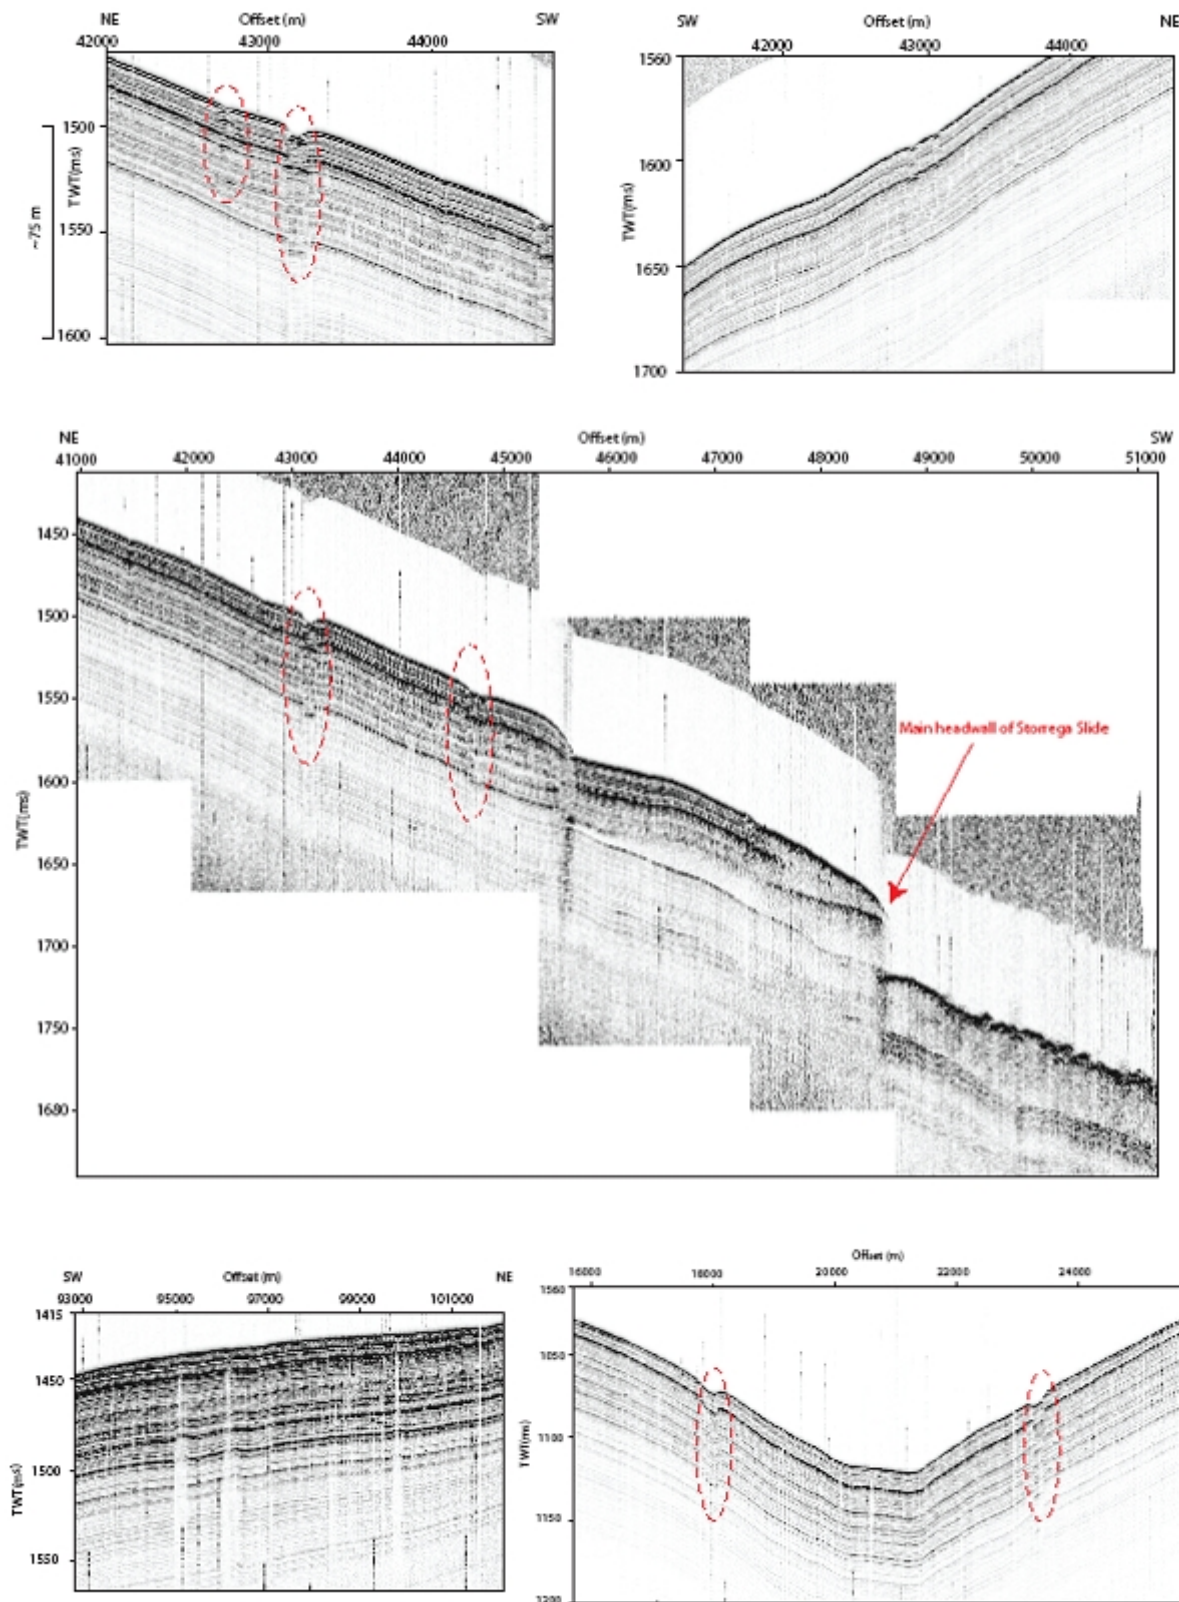 NE Offset (m) SW
42000 43000 44000
1500
1550
1600
TWT(ms)
~75 m
SW Offset (m) NE
42000 43000 44000
1560
1600
1650
1700
TWT(ms)
NE Offset (m) SW
41000 42000 43000 44000 45000 46000 47000 48000 49000 50000 51000
1450
1500
1550
1600
1650
1700
1750
1680
TWT(ms)
Main headwall of Storrega Slide
SW Offset (m) NE
93000 95000 97000 99000 101000
1415
1450
1500
1550
TWT(ms)
Offset (m)
16000 18000 20000 22000 24000
1560
1050
1100
1150
1200
TWT(ms)